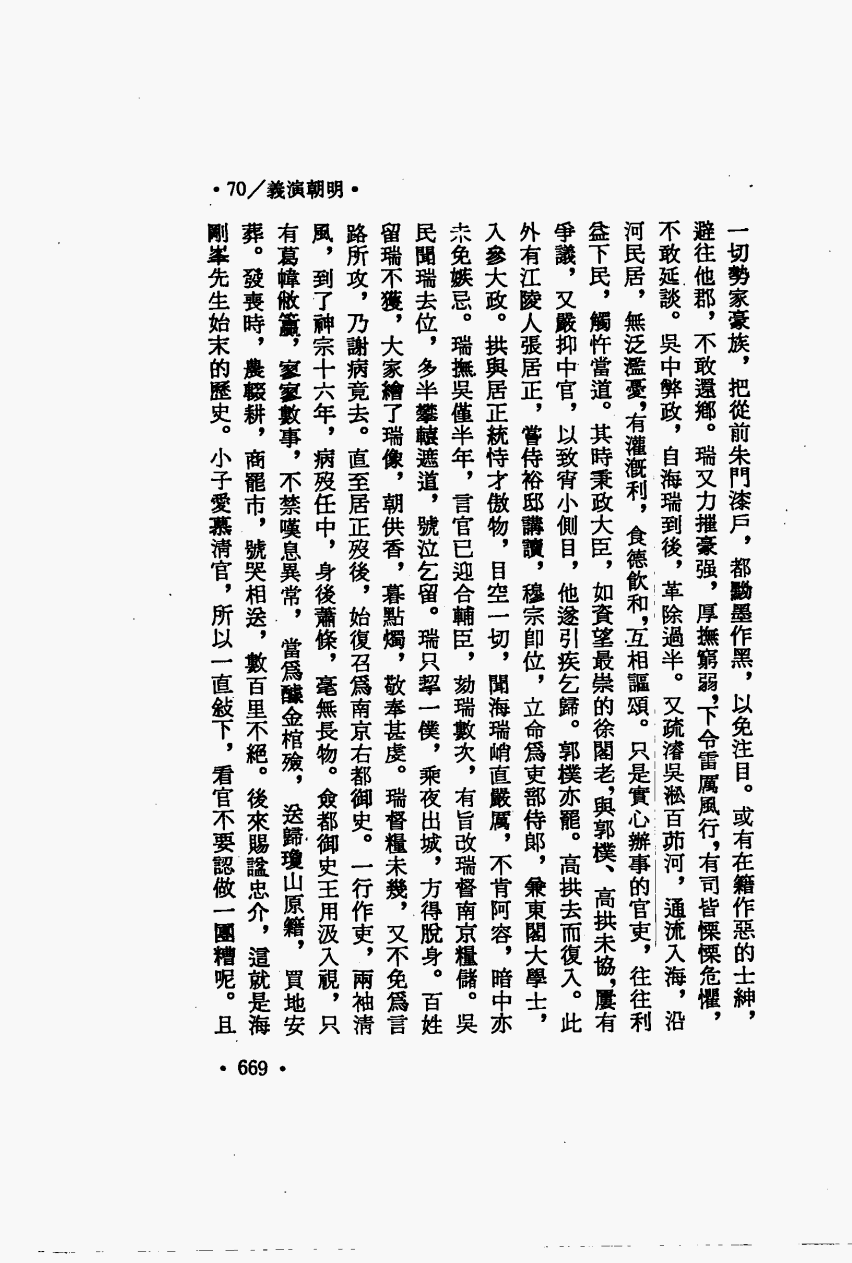 •70/義演朝明•
一切勢家豪族，把從前朱門漆戶，都黝墨作黑，以免注目。或有在籍作惡的士紳，
避往他郡，不敢還鄉。瑞又力摧豪强，厚撫窮弱，下令雷厲風行，有司皆慄慄危懼，
不敢延談。吳中弊政，自海瑞到後，革除過半。又疏濬吳淞百茆河，通流入海，沿
河民居，無泛濫憂，有灌漑利，食德飲和，互相謳頌。只是實心辦事的官吏，往往利
益下民，觸忤當道。其時秉政大臣，如資望最崇的徐閣老，與郭樸、高拱未協，屢有
爭議，又嚴抑中官，以致宵小側目，他遂引疾乞歸。郭樸亦罷。高拱去而復入。此
外有江陵人張居正，嘗侍裕邸講讀，穆宗卽位，立命爲吏部侍郞，兼東閣大學士，
入參大政。拱與居正統恃才傲物，目空一切，聞海瑞峭直嚴厲，不肯阿容，暗中亦
未免嫉忌。瑞撫吳僅半年，言官已迎合輔臣，劾瑞數次，有旨改瑞督南京糧儲。吳
民聞瑞去位，多半攀轅遮道，號泣乞留。瑞只挈一僕，乘夜出城，方得脫身。百姓
留瑞不獲，大家繪了瑞像，朝供香，暮點燭，敬奉甚虔。瑞督糧未幾，又不免爲言
路所攻，乃謝病竟去。直至居正歿後，始復召爲南京右都御史。一行作吏，兩袖淸
風，到了神宗十六年，病歿任中，身後蕭條，毫無長物。僉都御史王用汲入視，只
有葛幃敝籯，寥寥數事，不禁嘆息異常，當爲醵金棺殮，送歸瓊山原籍，買地安
葬。發喪時，農輟耕，商罷市，號哭相送，數百里不絕。後來賜諡忠介，這就是海
剛峯先生始末的歷史。小子愛慕淸官，所以一直敍下，看官不要認做一團糟呢。且
•669•